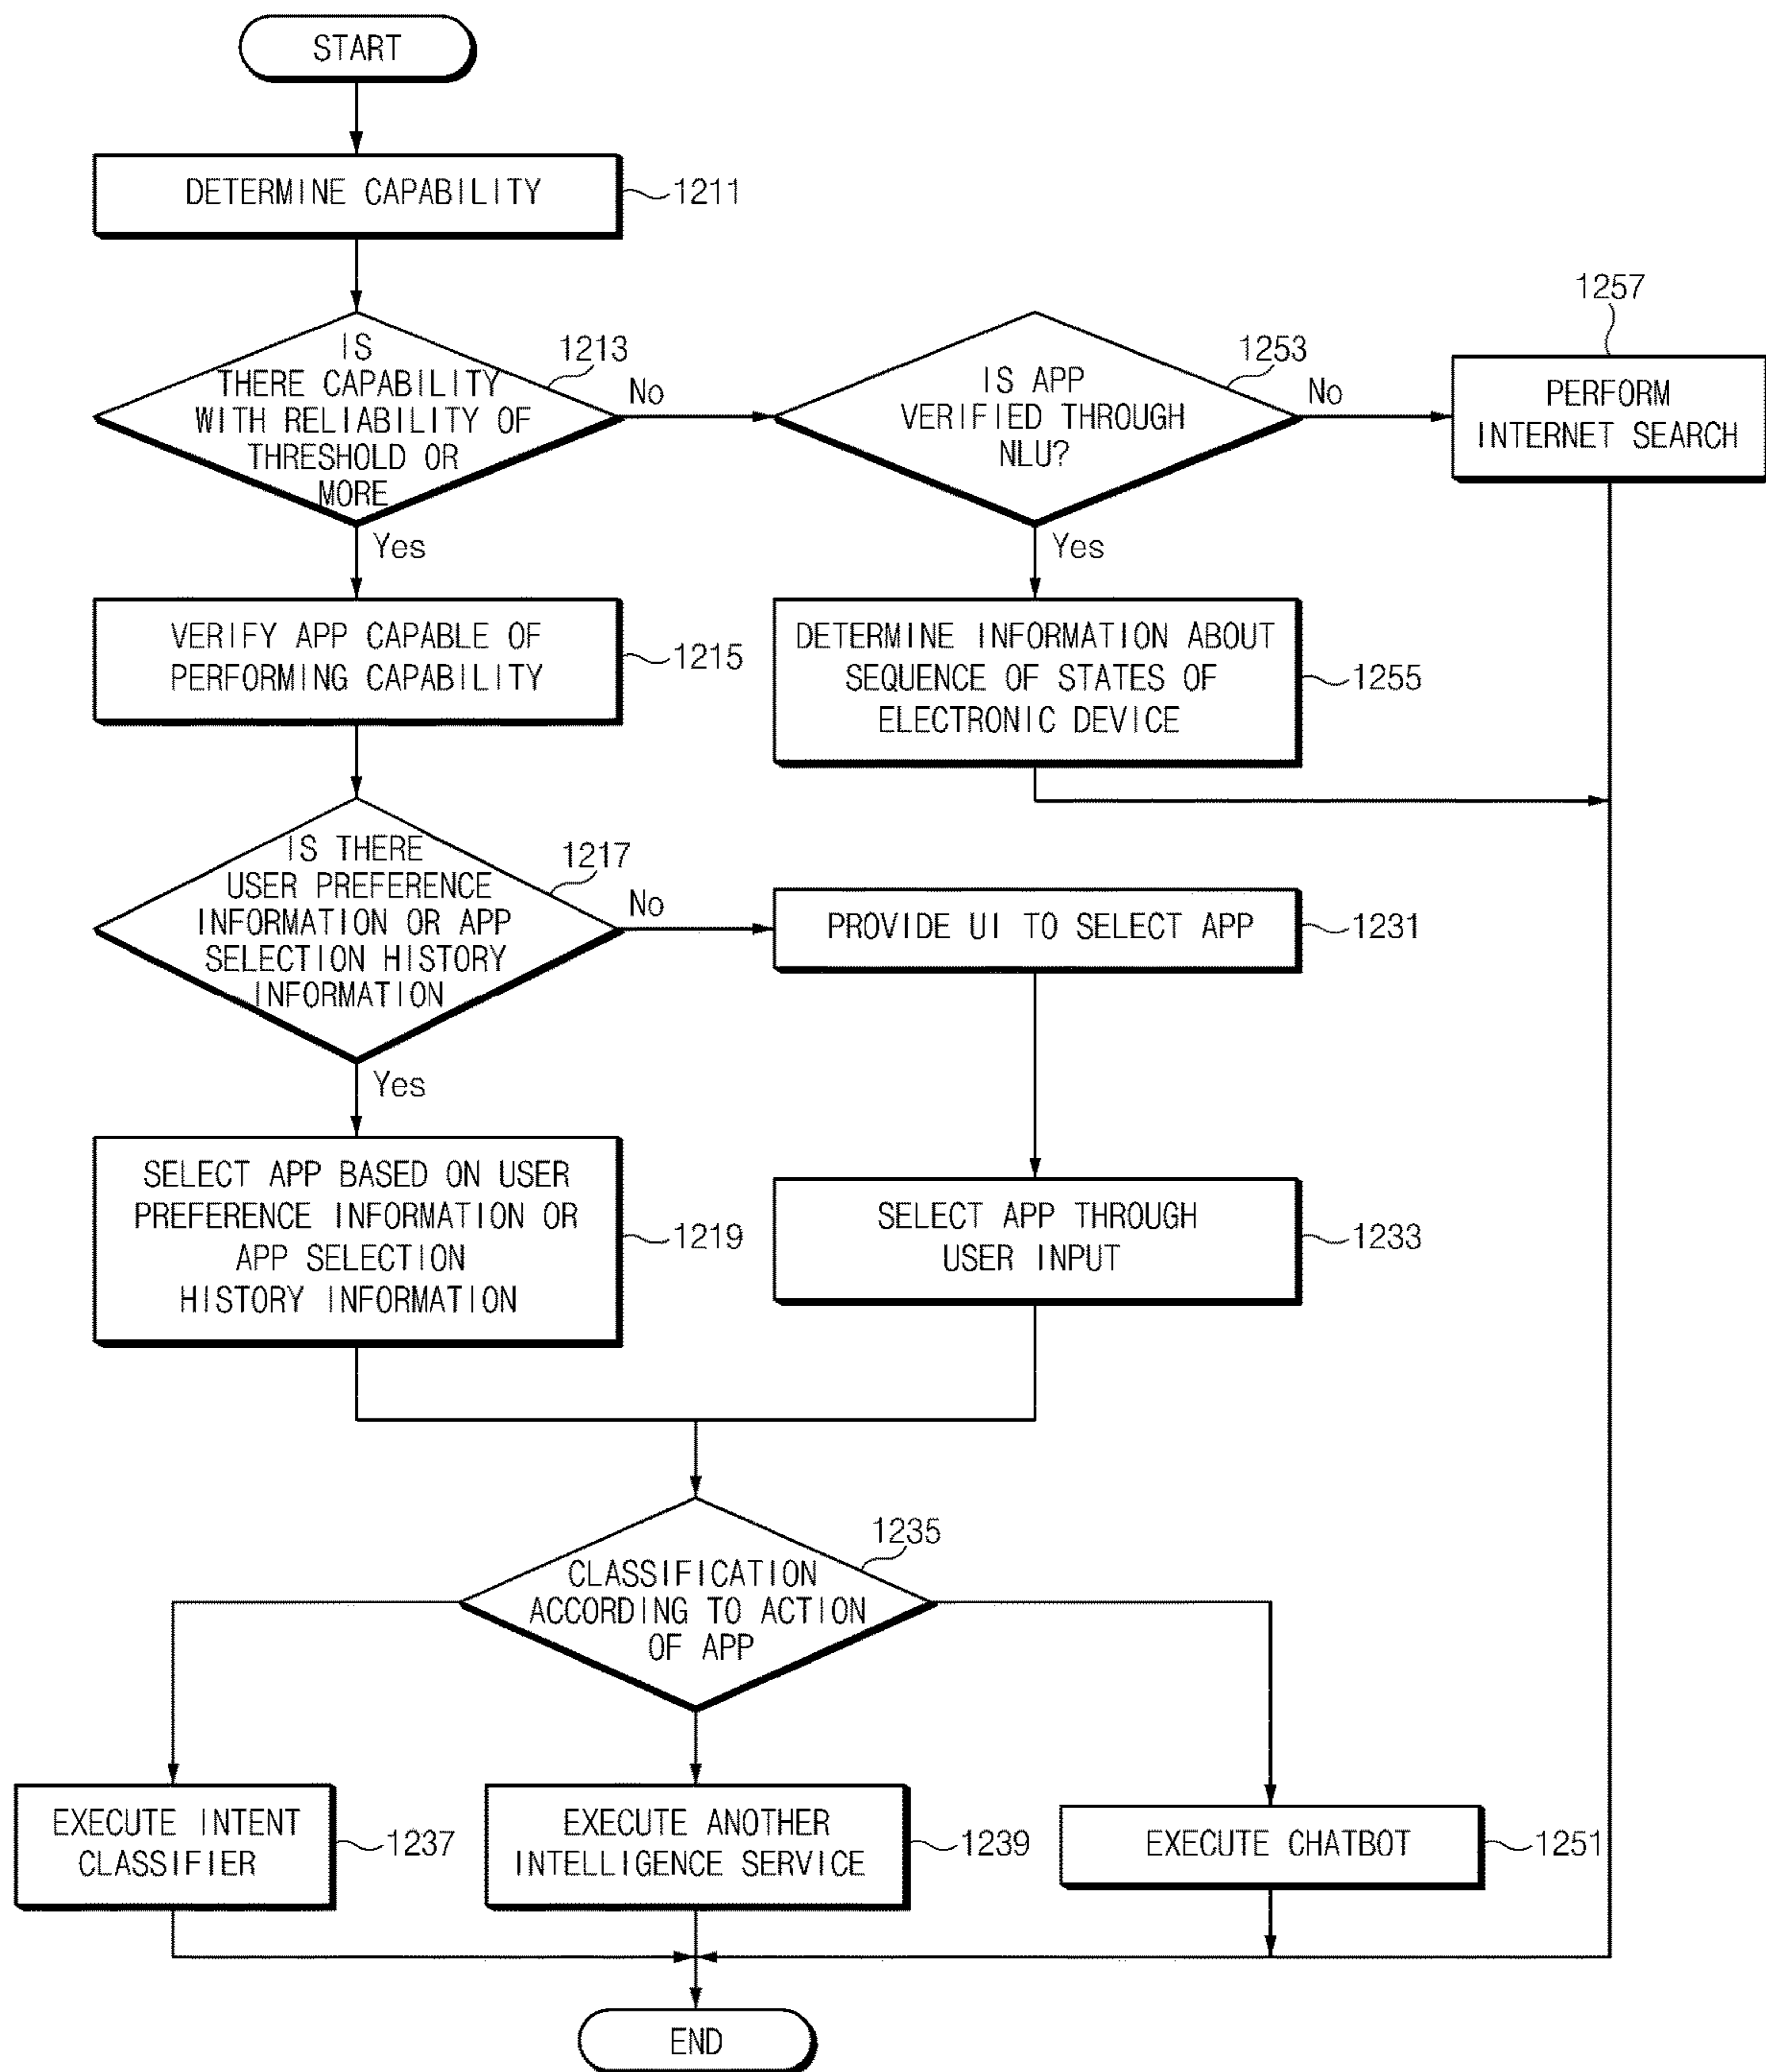 START
DETERMINE CAPABILITY
1211
IS
THERE CAPABILITY
WITH RELIABILITY OF
THRESHOLD OR
MORE
1213
No
Yes
IS APP
VERIFIED THROUGH
NLU?
1253
No
Yes
1257
PERFORM
INTERNET SEARCH
VERIFY APP CAPABLE OF
PERFORMING CAPABILITY
1215
DETERMINE INFORMATION ABOUT
SEQUENCE OF STATES OF
ELECTRONIC DEVICE
1255
IS THERE
USER PREFERENCE
INFORMATION OR APP
SELECTION HISTORY
INFORMATION
1217
No
Yes
PROVIDE UI TO SELECT APP
1231
SELECT APP BASED ON USER
PREFERENCE INFORMATION OR
APP SELECTION
HISTORY INFORMATION
1219
SELECT APP THROUGH
USER INPUT
1233
CLASSIFICATION
ACCORDING TO ACTION
OF APP
1235
EXECUTE INTENT
CLASSIFIER
1237
EXECUTE ANOTHER
INTELLIGENCE SERVICE
1239
EXECUTE CHATBOT
1251
END